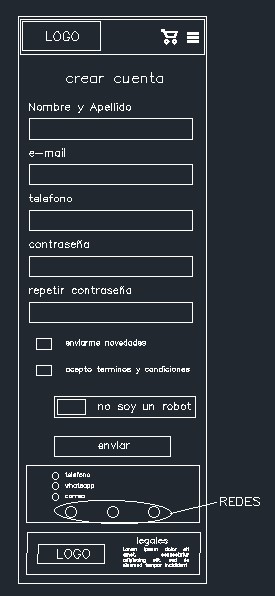 LOGO
crear cuenta
Nombre y Apellido
e-mail
telefono
contraseña
repetir contraseña
enviarme novedades
acepto terminos y condiciones
no soy un robot
enviar
telefono
whatsapp
correo
REDES
LOGO
legales
Lorem ipsum dolor sit
amet, consectetur
adipiscing elit, sed do
eiusmod tempor incididunt